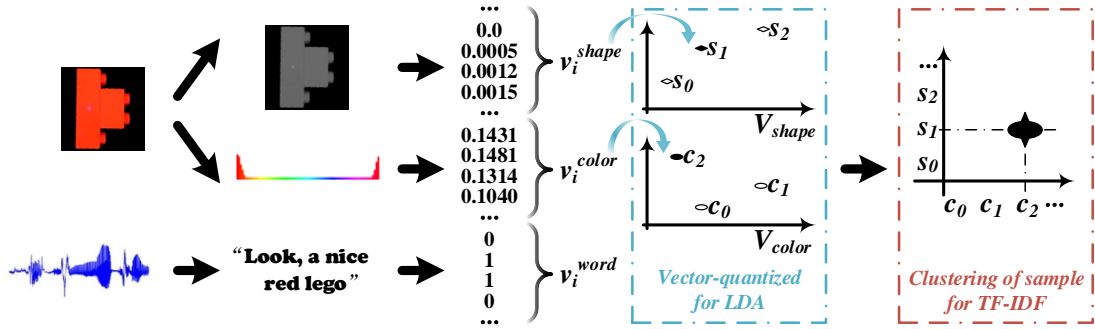 ...
0.0
0.0005
0.0012
0.0015
...
0.1431
0.1481
0.1314
0.1040
...
0
1
1
0
...
v_i^shape
v_i^color
v_i^word
“Look, a nice
red lego”
s_2
s_1
s_0
V_shape
c_2
c_1
c_0
V_color
Vector-quantized
for LDA
...
s_2
s_1
s_0
c_0 c_1 c_2 ...
Clustering of sample
for TF-IDF